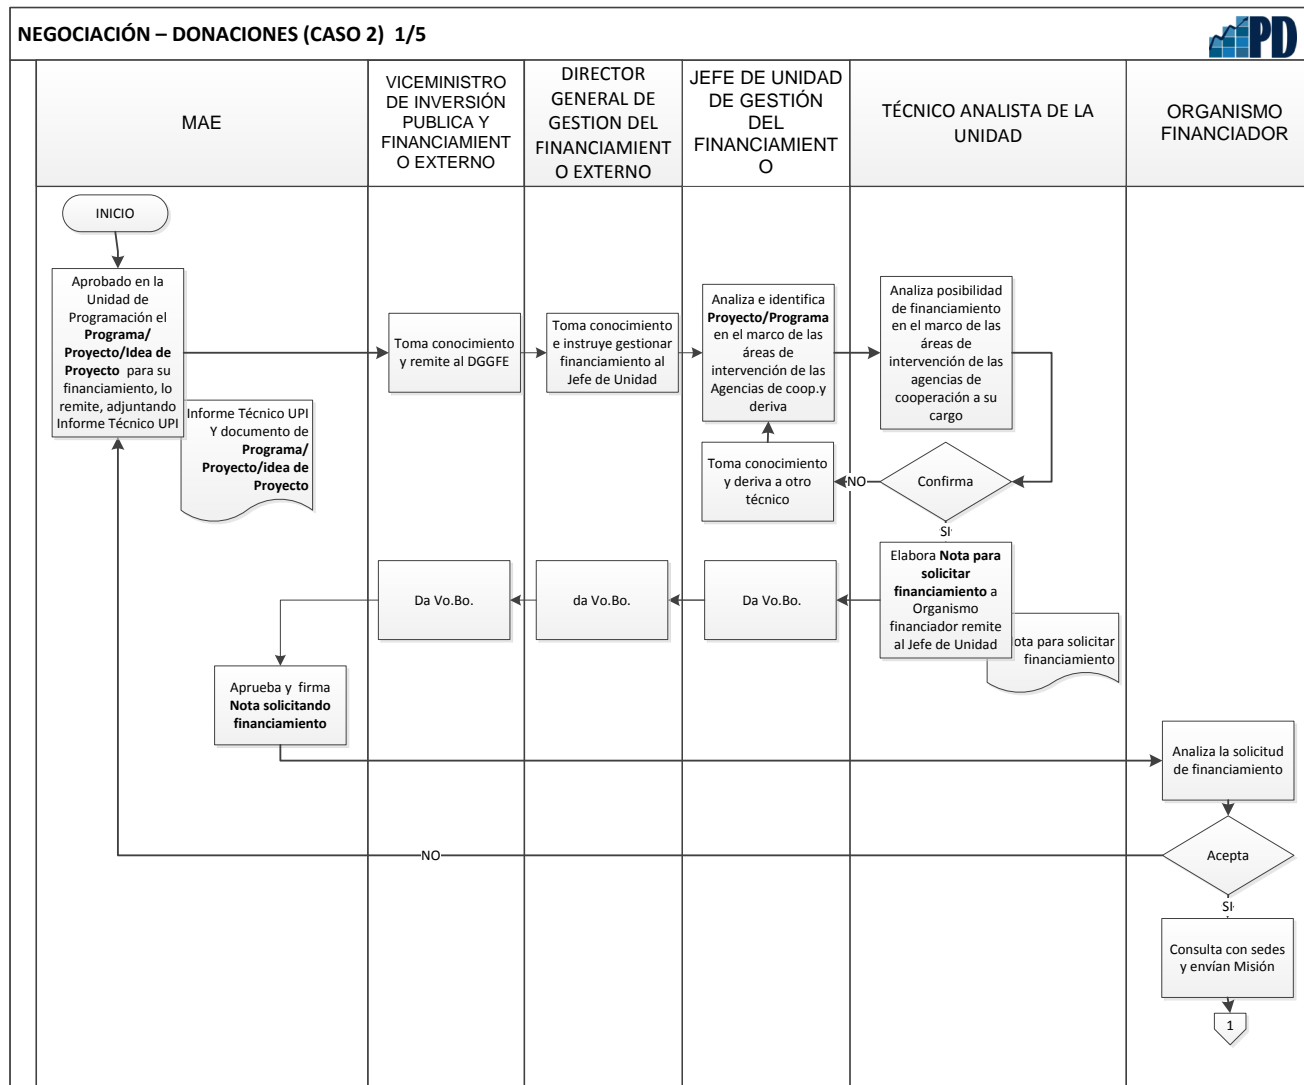 NEGOCIACIÓN – DONACIONES (CASO 2) 1/5
PD
MAE
VICEMINISTRO
DE INVERSIÓN
PUBLICA Y
FINANCIAMIENT
O EXTERNO
DIRECTOR
GENERAL DE
GESTION DEL
FINANCIAMIENT
O EXTERNO
JEFE DE UNIDAD
DE GESTIÓN
DEL
FINANCIAMIENT
O
TÉCNICO ANALISTA DE LA
UNIDAD
ORGANISMO
FINANCIADOR
INICIO
Aprobado en la
Unidad de
Programación el
Programa/
Proyecto/Idea de
Proyecto para su
financiamiento, lo
remite, adjuntando
Informe Técnico UPI
Informe Técnico UPI
Y documento de
Programa/
Proyecto/idea de
Proyecto
Toma conocimiento
y remite al DGGFE
Toma conocimiento
e instruye gestionar
financiamiento al
Jefe de Unidad
Analiza e identifica
Proyecto/Programa
en el marco de las
áreas de
intervención de las
Agencias de coop.y
deriva
Analiza posibilidad
de financiamiento
en el marco de las
áreas de
intervención de las
agencias de
cooperación a su
cargo
Toma conocimiento
y deriva a otro
técnico
NO
Confirma
SI
Elabora Nota para
solicitar
financiamiento a
Organismo
financiador remite
al Jefe de Unidad
ota para solicitar
financiamiento
Da Vo.Bo.
da Vo.Bo.
Da Vo.Bo.
Aprueba y firma
Nota solicitando
financiamiento
Analiza la solicitud
de financiamiento
Acepta
NO
SI
Consulta con sedes
y envían Misión
1